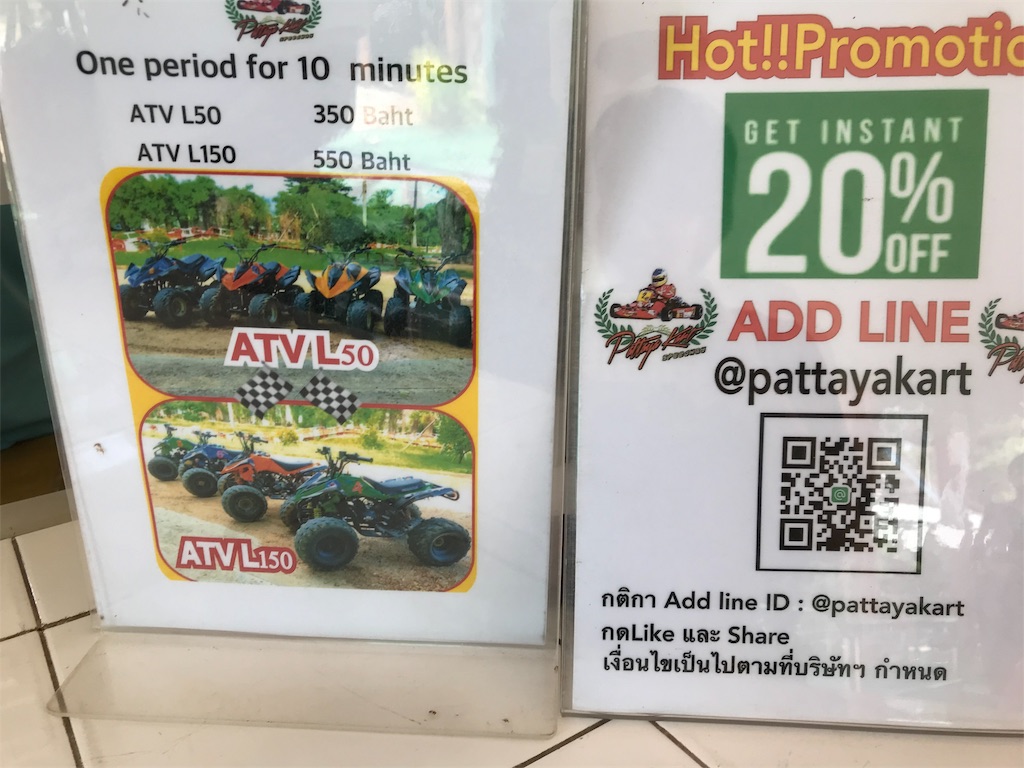 One period for 10 minutes
ATV L50 350 Baht
ATV L150 550 Baht
ATV L50
ATV L150
Hot!!Promotio
GET INSTANT
20% OFF
Pattaya Kart
SPEEDWAY
ADD LINE
@pattayakart
กติกา Add line ID : @pattayakart
กดLike และ Share
เงื่อนไขเป็นไปตามที่บริษัทฯ กำหนด